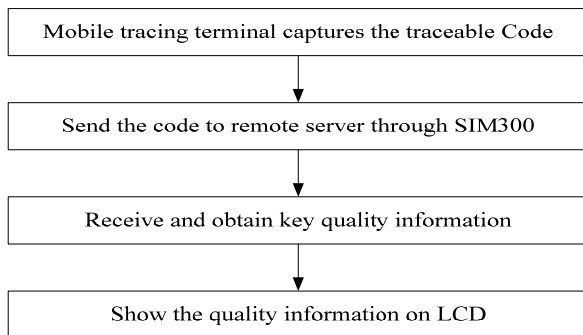 Mobile tracing terminal captures the traceable Code
Send the code to remote server through SIM300
Receive and obtain key quality information
Show the quality information on LCD